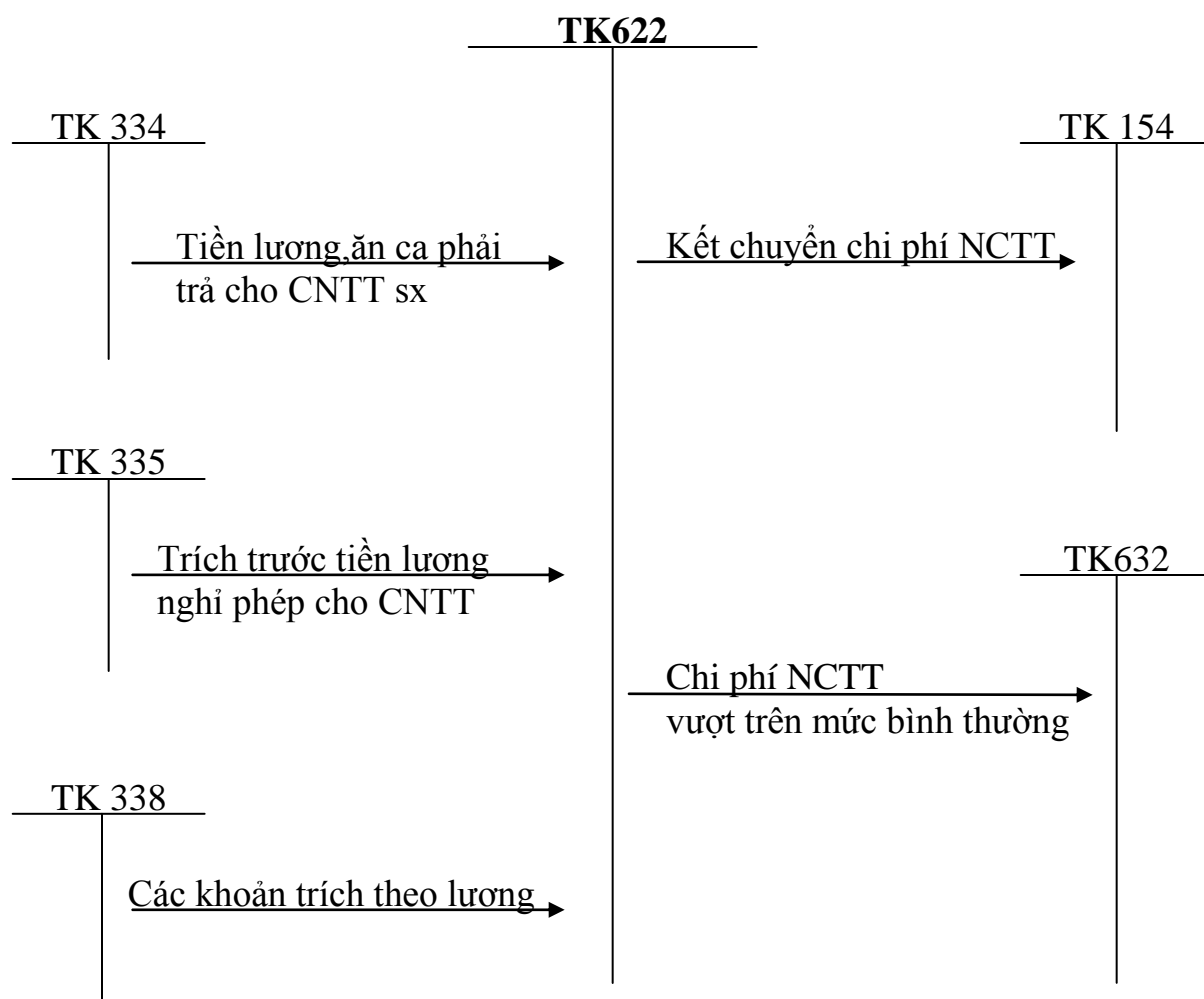 TK622
TK 334
TK 154
Tiền lương,ăn ca phải
trả cho CNTT sx
Kết chuyển chi phí NCTT
TK 335
Trích trước tiền lương
nghỉ phép cho CNTT
TK632
Chi phí NCTT
vượt trên mức bình thường
TK 338
Các khoản trích theo lương